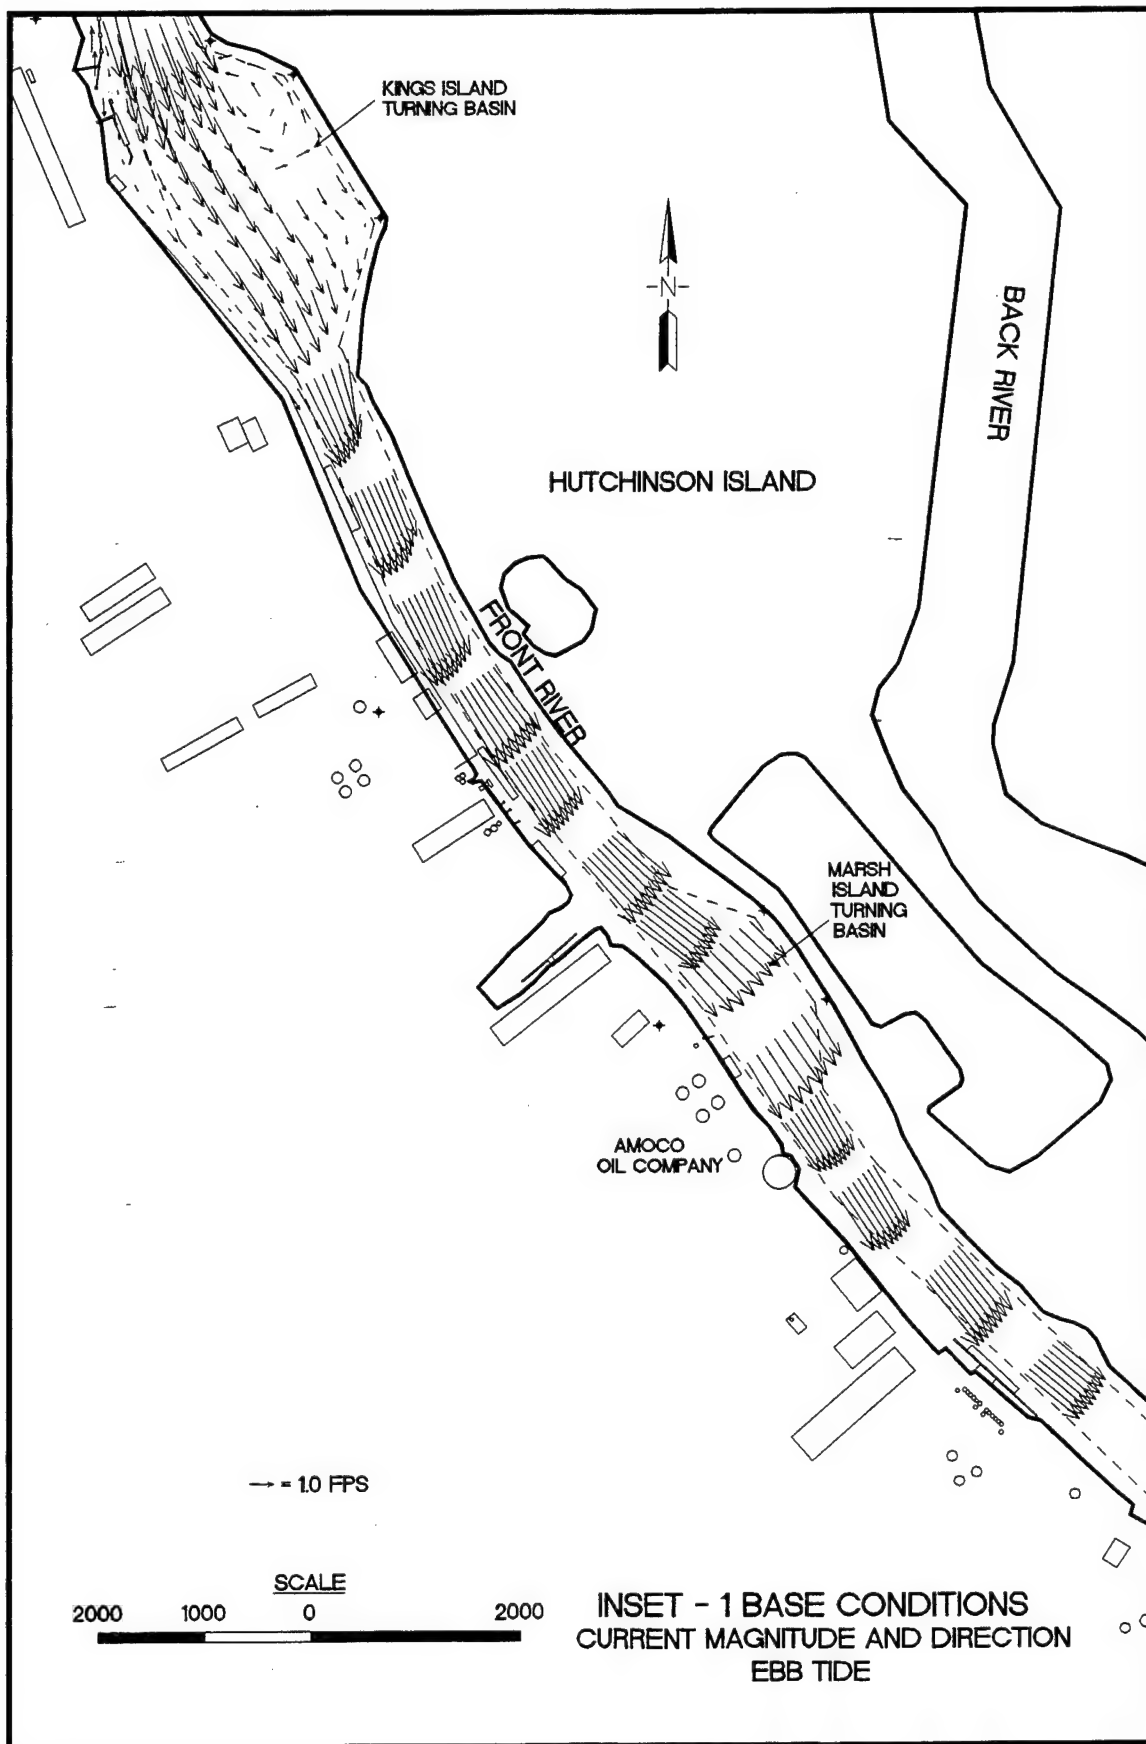 KINGS ISLAND
TURNING BASIN
-N-
BACK RIVER
HUTCHINSON ISLAND
FRONT RIVER
MARSH
ISLAND
TURNING
BASIN
AMOCO
OIL COMPANY
= 1.0 FPS
SCALE
2000 1000 0 2000
INSET - 1 BASE CONDITIONS
CURRENT MAGNITUDE AND DIRECTION
EBB TIDE